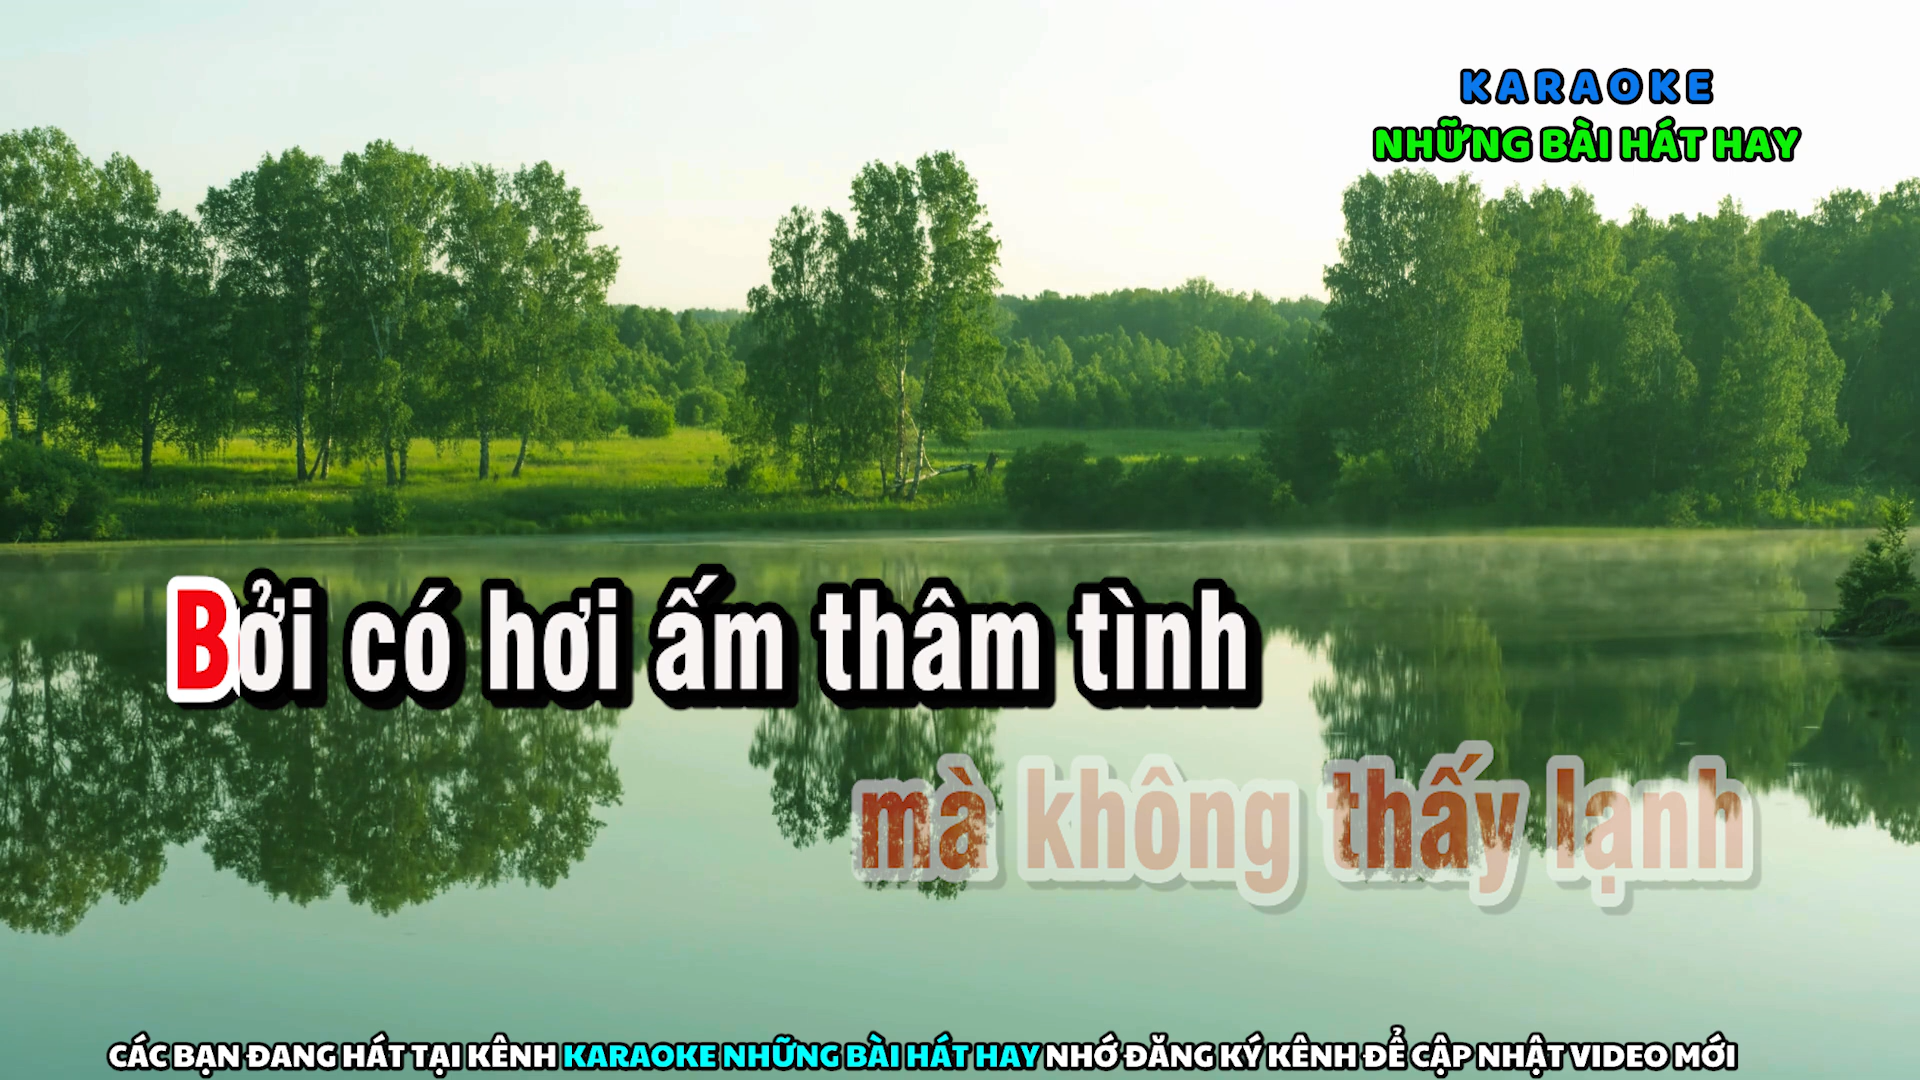 KARAOKE
NHỮNG BÀI HÁT HAY
Bởi có hơi ấm thâm tình
mà không thấy lạnh
CÁC BẠN ĐANG HÁT TẠI KÊNH KARAOKE NHỮNG BÀI HÁT HAY NHỚ ĐĂNG KÝ KÊNH ĐỂ CẬP NHẬT VIDEO MỚI